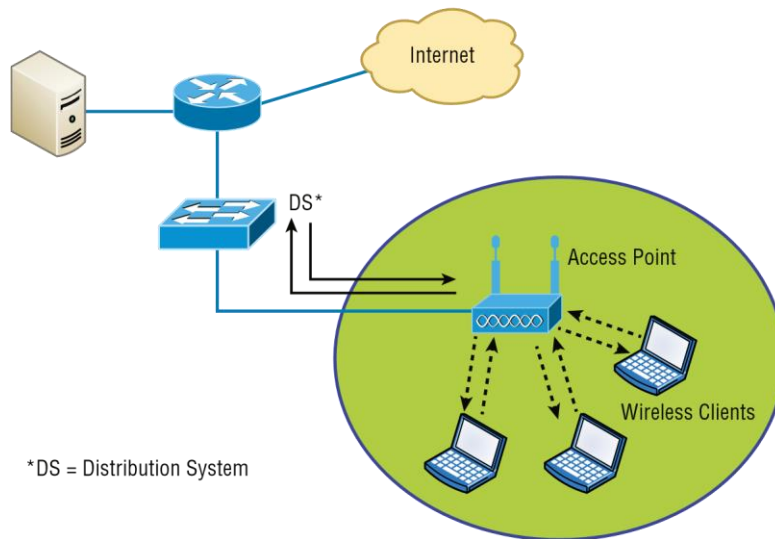 Internet
DS*
Access Point
Wireless Clients
*DS = Distribution System